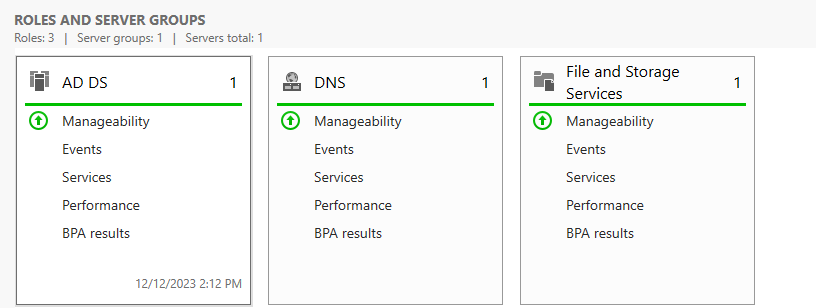 ROLES AND SERVER GROUPS
Roles: 3 | Server groups: 1 | Servers total: 1
AD DS 1
Manageability
Events
Services
Performance
BPA results
12/12/2023 2:12 PM
DNS 1
Manageability
Events
Services
Performance
BPA results
File and Storage
Services 1
Manageability
Events
Services
Performance
BPA results